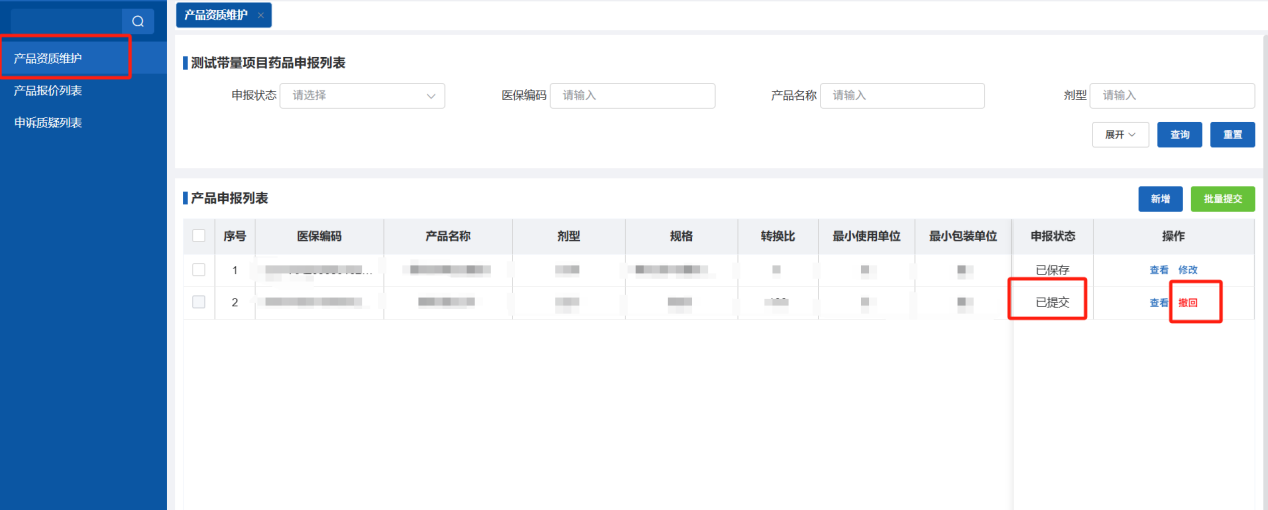 产品资质维护 ×
产品资质维护
产品报价列表
申诉质疑列表
测试带量项目药品申报列表
申报状态 请选择 医保编码 请输入 产品名称 请输入 剂型 请输入
展开 查询 重置
产品申报列表
新增 批量提交
序号 医保编码 产品名称 剂型 规格 转换比 最小使用单位 最小包装单位 申报状态 操作
1 已保存 查看 修改
2 已提交 查看 撤回